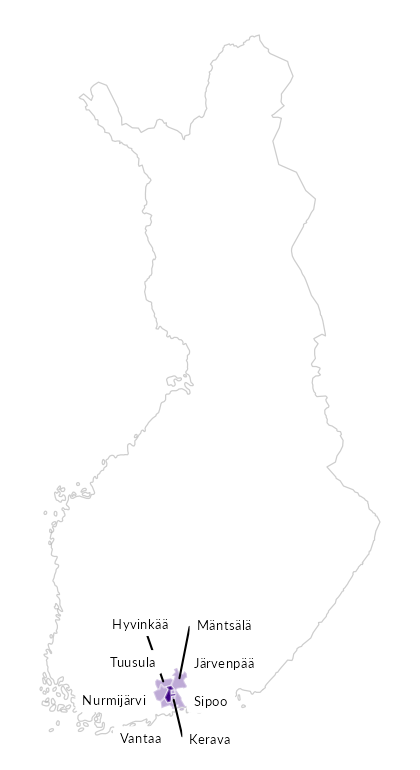 Hyvinkää
Mäntsälä
Tuusula
Järvenpää
Nurmijärvi
Sipoo
Vantaa
Kerava